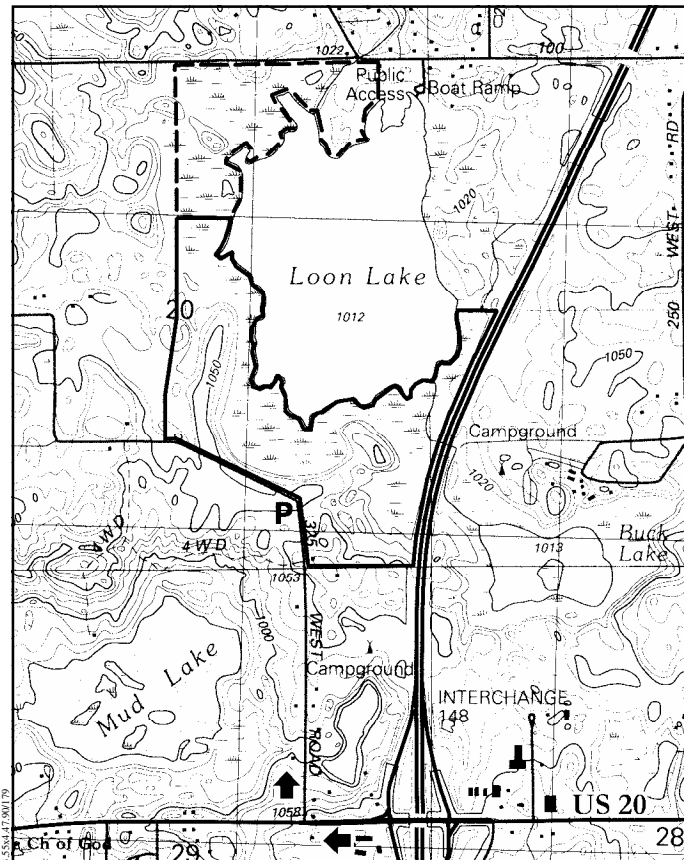 1022
100
Public
Access
Boat Ramp
RD
1020
WEST
Loon Lake
1012
20
250
1050
1050
Campground
1020
P
325
4WD
4WD
Buck
Lake
1013
1053
1000
WEST
Mud Lake
Campground
INTERCHANGE
148
ROAD
US 20
1058
Ch of God
29
28